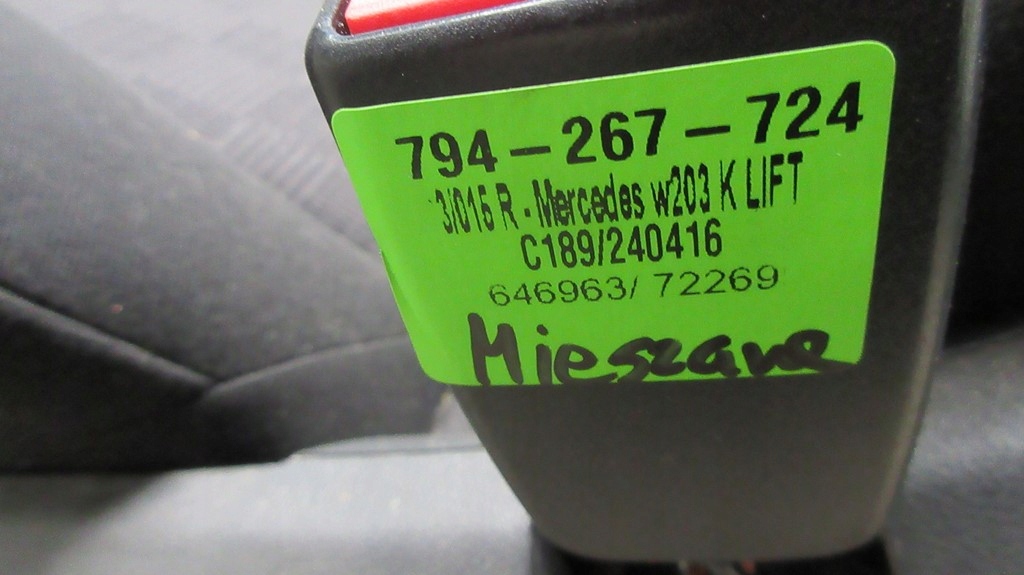 794-267-724
3/016 R - Mercedes w203 K LIFT
C189/240416
646963/ 72269
Mieszane